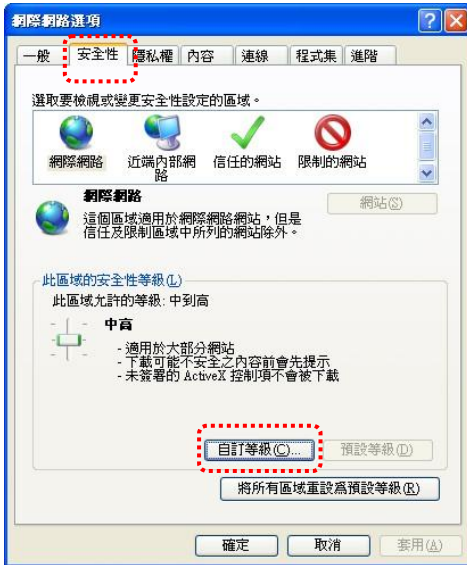 網際網路選項
一般 安全性 隱私權 內容 連線 程式集 進階
選取要檢視或變更安全性設定的區域。
網際網路 近端內部網路 信任的網站 限制的網站
網際網路
網站(S)
這個區域適用於網際網路網站，但是
信任及限制區域中所列的網站除外。
此區域的安全性等級(L)
此區域允許的等級: 中到高
中高
- 適用於大部分網站
- 下載可能不安全之內容前會先提示
- 未簽署的 ActiveX 控制項不會被下載
自訂等級(C)... 預設等級(D)
將所有區域重設為預設等級(R)
確定 取消 套用(A)